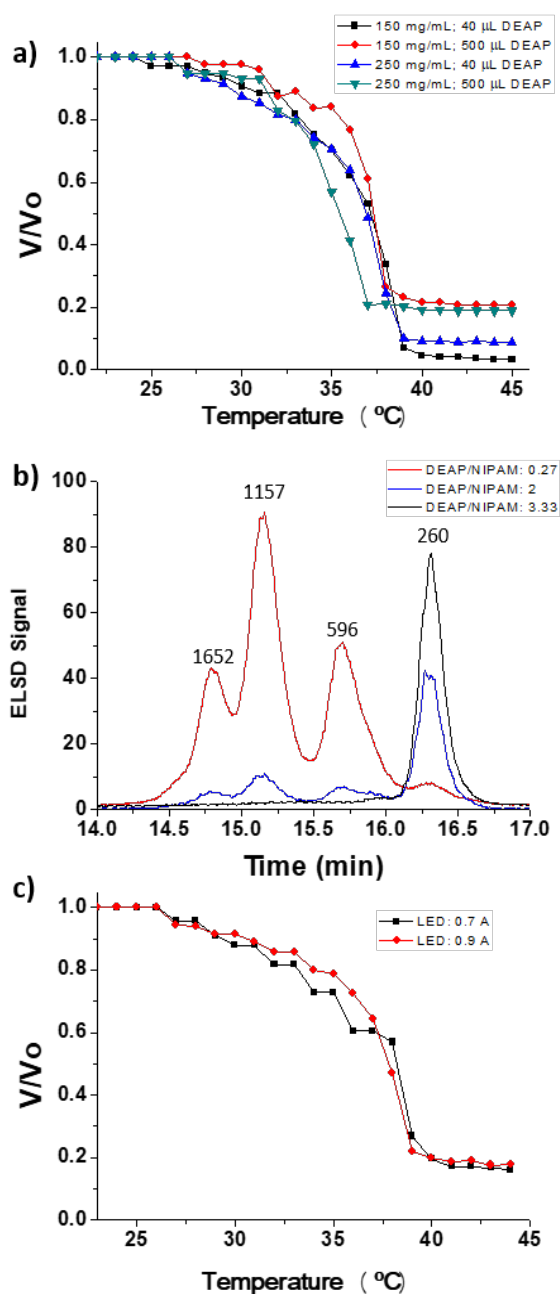 a)
150 mg/mL; 40 µL DEAP
150 mg/mL; 500 µL DEAP
250 mg/mL; 40 µL DEAP
250 mg/mL; 500 µL DEAP
1.0
0.8
0.6
0.4
0.2
0.0
V/Vo
25 30 35 40 45
Temperature ( ºC)
b)
DEAP/NIPAM: 0.27
DEAP/NIPAM: 2
DEAP/NIPAM: 3.33
100
80
60
40
20
0
ELSD Signal
1652
1157
596
260
14.0 14.5 15.0 15.5 16.0 16.5 17.0
Time (min)
c)
LED: 0.7 A
LED: 0.9 A
1.0
0.8
0.6
0.4
0.2
0.0
V/Vo
25 30 35 40 45
Temperature ( ºC)